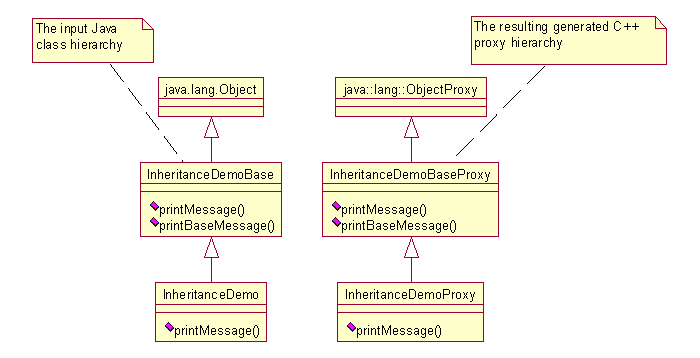 The input Java
class hierarchy
The resulting generated C++
proxy hierarchy
java.lang.Object
java::lang::ObjectProxy
InheritanceDemoBase
printMessage()
printBaseMessage()
InheritanceDemoBaseProxy
printMessage()
printBaseMessage()
InheritanceDemo
printMessage()
InheritanceDemoProxy
printMessage()